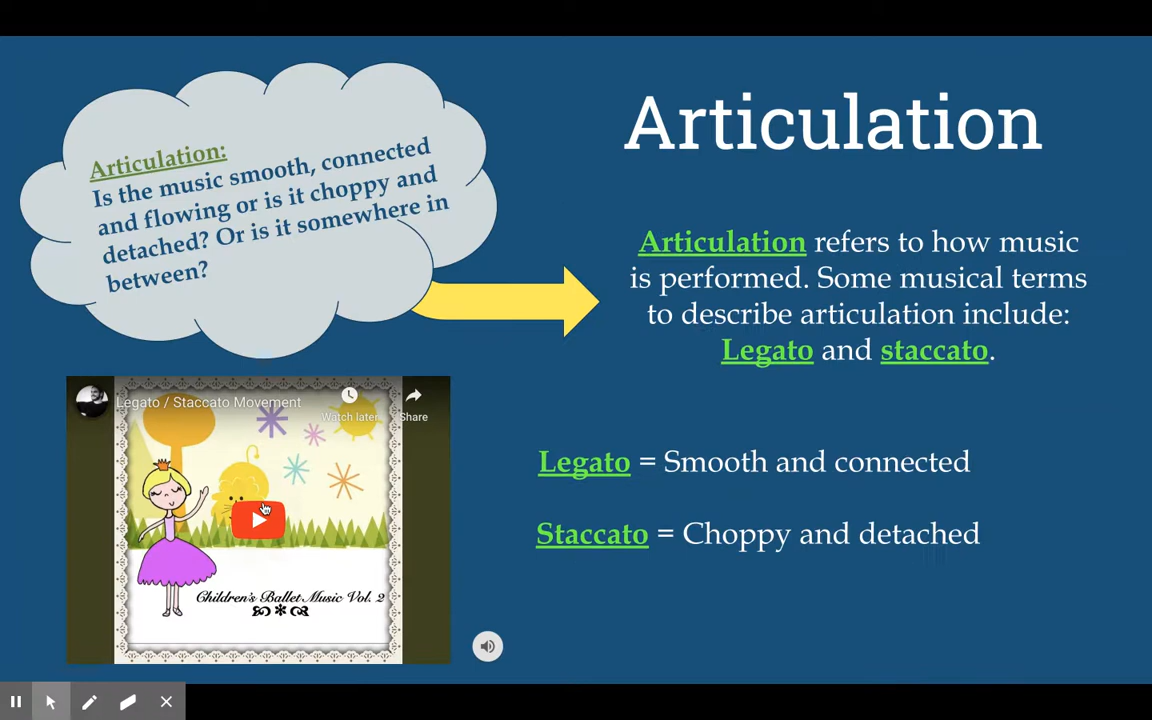 Articulation:
Is the music smooth, connected
and flowing or is it choppy and
detached? Or is it somewhere in
between?
Articulation
Articulation refers to how music
is performed. Some musical terms
to describe articulation include:
Legato and staccato.
Legato = Smooth and connected
Staccato = Choppy and detached
Legato / Staccato Movement
Watch later
Share
Children's Ballet Music Vol. 2